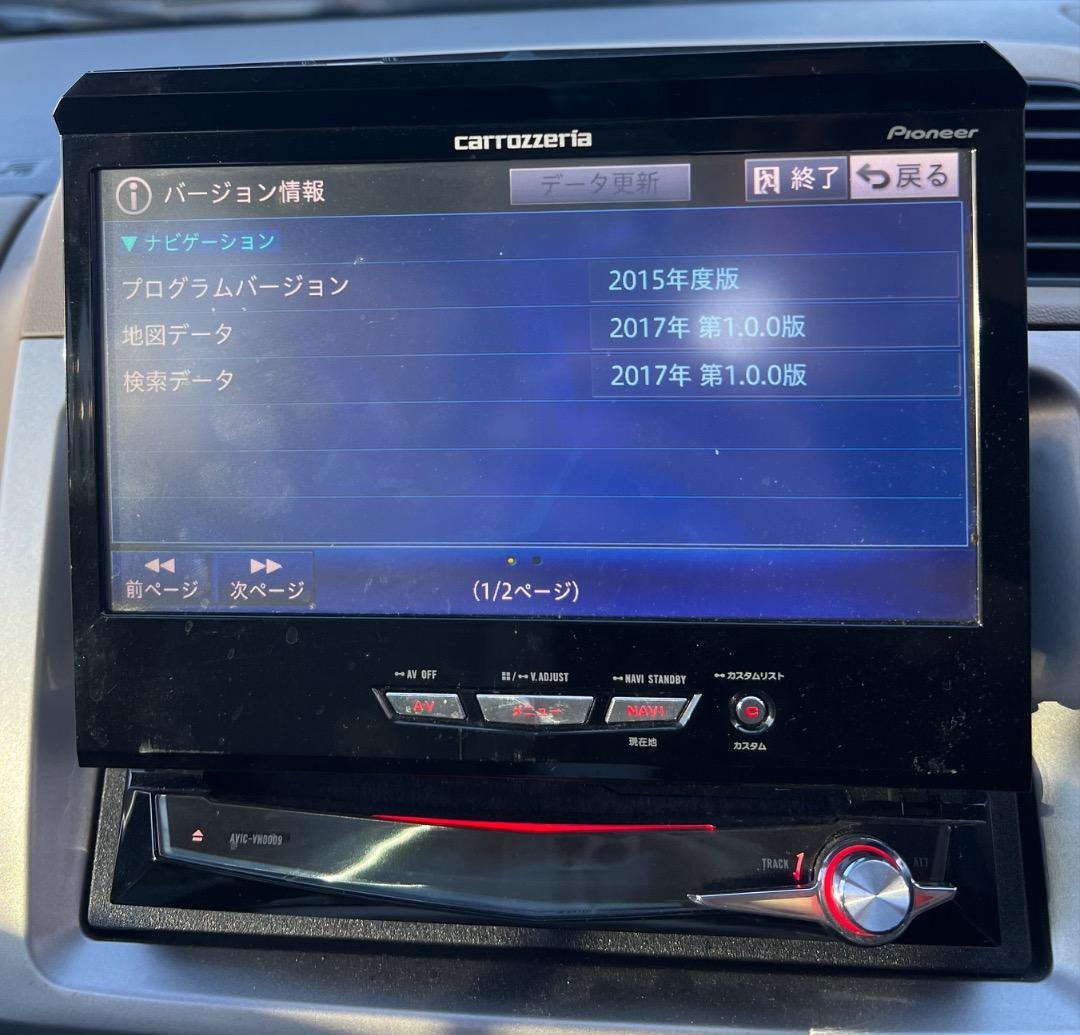 carrozzeria
Pioneer
バージョン情報
データ更新
終了
戻る
▼ナビゲーション
プログラムバージョン 2015年度版
地図データ 2017年 第1.0.0版
検索データ 2017年 第1.0.0版
前ページ
次ページ
(1/2ページ)
AV OFF
V.ADJUST
NAVI STANDBY
カスタムリスト
AV
メニュー
NAVI
C
現在地
カスタム
AVIC-VH0009
TRACK 1
ATT